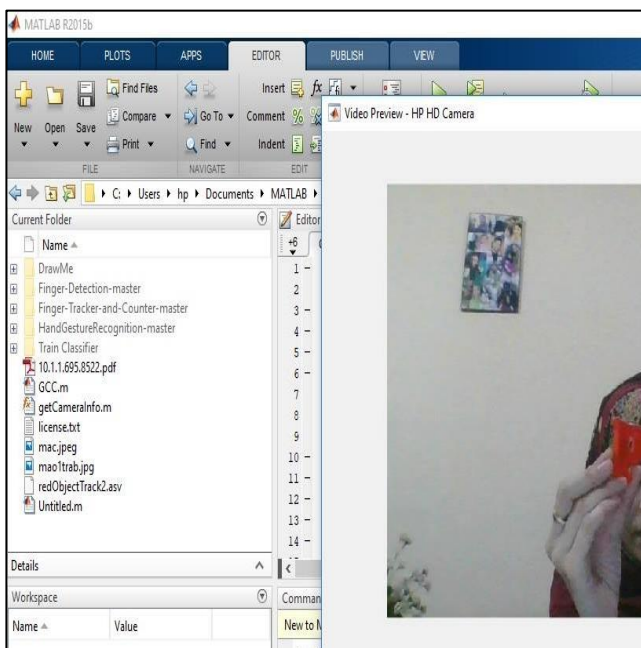 MATLAB R2015b
HOME PLOTS APPS EDITOR PUBLISH VIEW
Find Files Insert fx
New Open Save Compare Go To Comment %
Print Find Indent
FILE NAVIGATE EDIT
Video Preview - HP HD Camera
C: Users hp Documents MATLAB
Current Folder Editor
Name +6
DrawMe 1
Finger-Detection-master 2
Finger-Tracker-and-Counter-master 3
HandGestureRecognition-master 4
Train Classifier 5
10.1.1.695.8522.pdf 6
GCC.m 7
getCameraInfo.m 8
license.txt 9
mac.jpeg 10
mao1trab.jpg 11
redObjectTrack2.asv 12
Untitled.m 13
14
Details
Workspace Comman
Name Value New to M